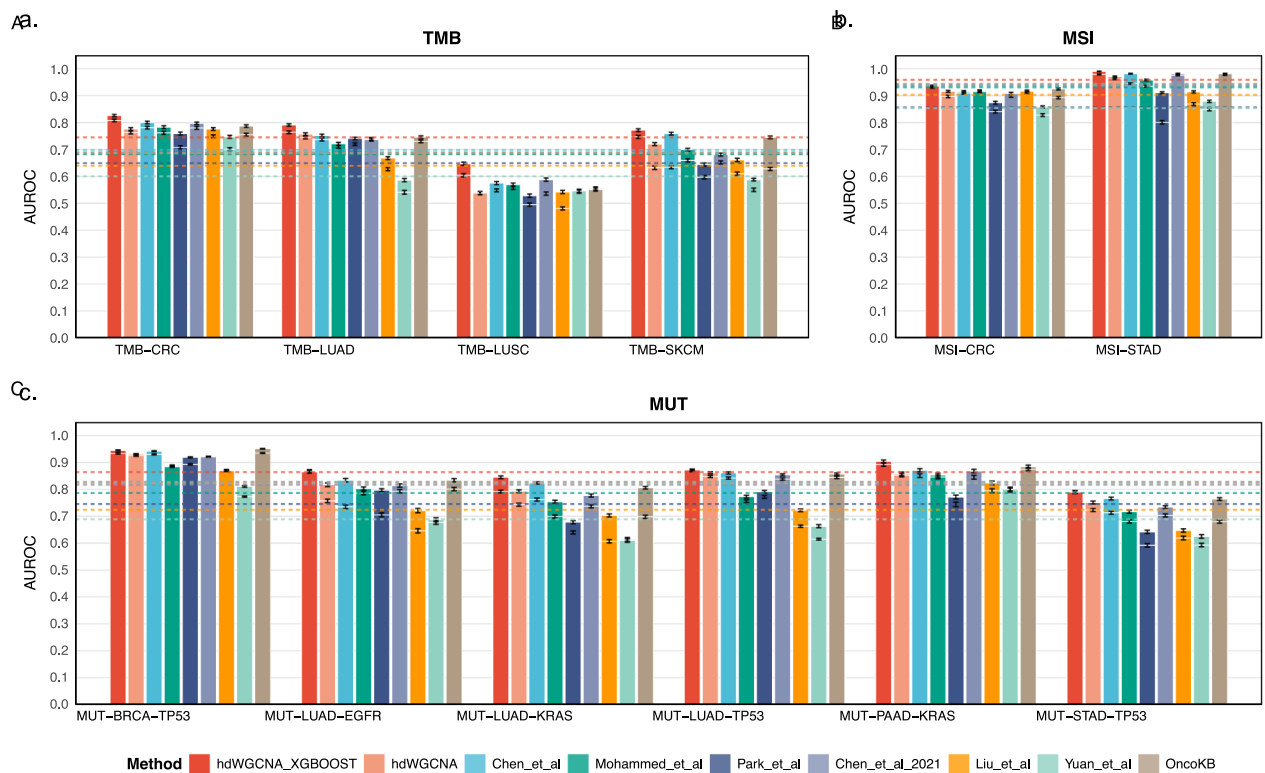 Aa.
TMB
AUROC
1.0
0.9
0.8
0.7
0.6
0.5
0.4
0.3
0.2
0.1
0.0
TMB−CRC TMB−LUAD TMB−LUSC TMB−SKCM
Bb.
MSI
AUROC
1.0
0.9
0.8
0.7
0.6
0.5
0.4
0.3
0.2
0.1
0.0
MSI−CRC MSI−STAD
Cc.
MUT
AUROC
1.0
0.9
0.8
0.7
0.6
0.5
0.4
0.3
0.2
0.1
0.0
MUT−BRCA−TP53 MUT−LUAD−EGFR MUT−LUAD−KRAS MUT−LUAD−TP53 MUT−PAAD−KRAS MUT−STAD−TP53
Method hdWGCNA_XGBOOST hdWGCNA Chen_et_al Mohammed_et_al Park_et_al Chen_et_al_2021 Liu_et_al Yuan_et_al OncoKB